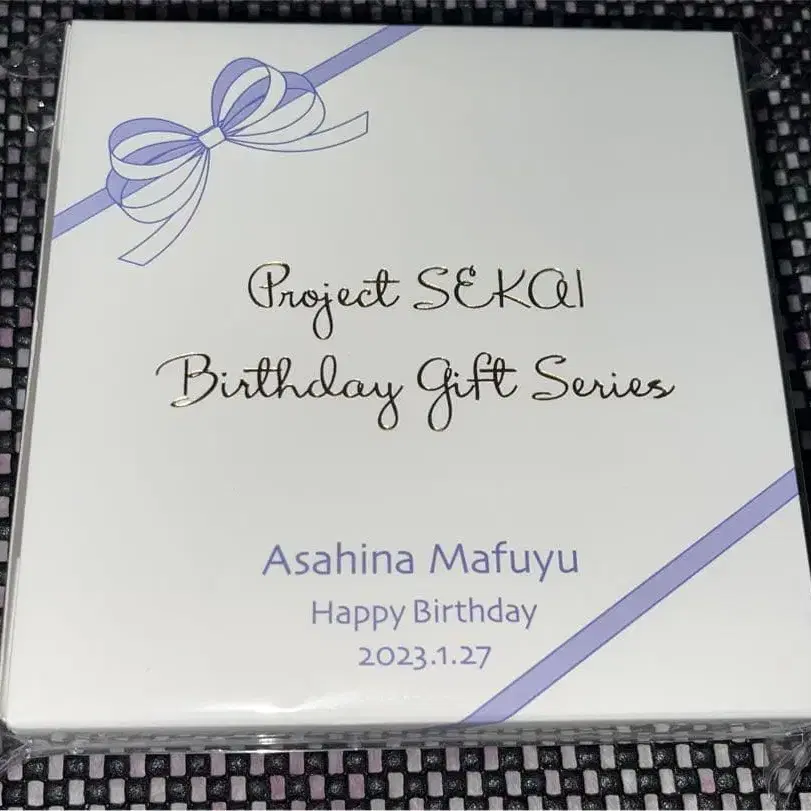 Project SEKAI
Birthday Gift Series
Asahina Mafuyu
Happy Birthday
2023.1.27